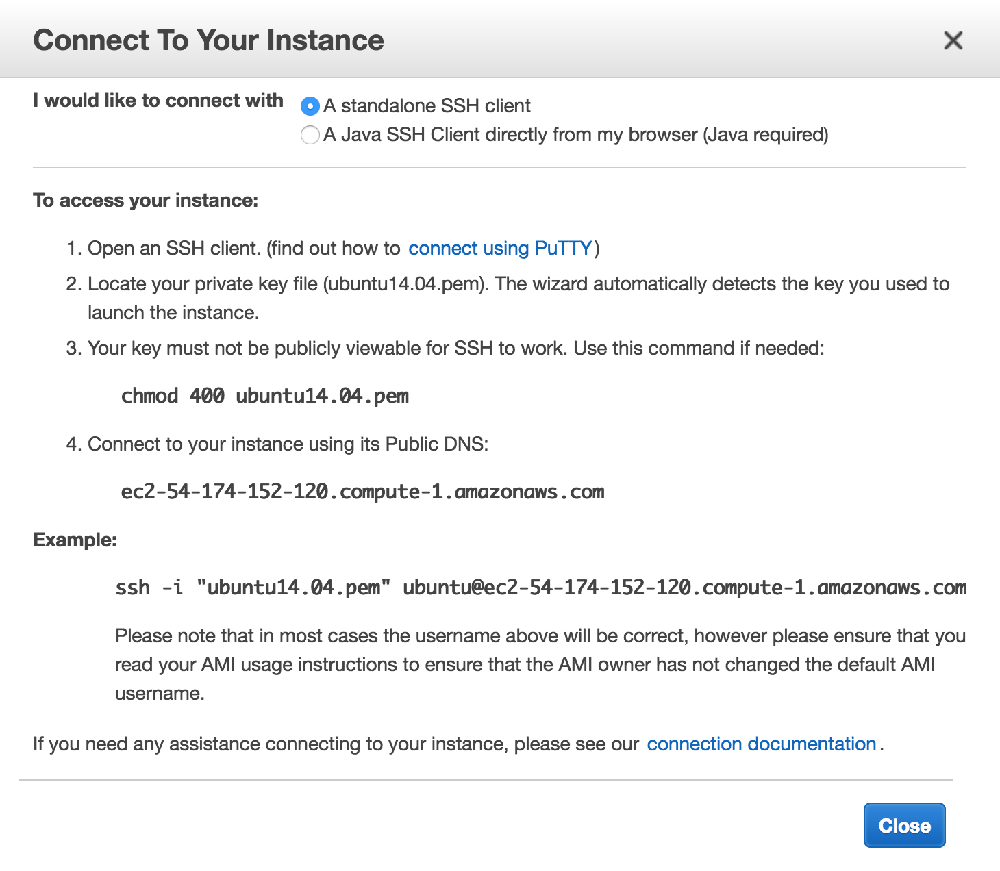 Connect To Your Instance
I would like to connect with
A standalone SSH client
A Java SSH Client directly from my browser (Java required)
To access your instance:
1. Open an SSH client. (find out how to connect using PuTTY)
2. Locate your private key file (ubuntu14.04.pem). The wizard automatically detects the key you used to
launch the instance.
3. Your key must not be publicly viewable for SSH to work. Use this command if needed:
chmod 400 ubuntu14.04.pem
4. Connect to your instance using its Public DNS:
ec2-54-174-152-120.compute-1.amazonaws.com
Example:
ssh -i "ubuntu14.04.pem" ubuntu@ec2-54-174-152-120.compute-1.amazonaws.com
Please note that in most cases the username above will be correct, however please ensure that you
read your AMI usage instructions to ensure that the AMI owner has not changed the default AMI
username.
If you need any assistance connecting to your instance, please see our connection documentation.
Close